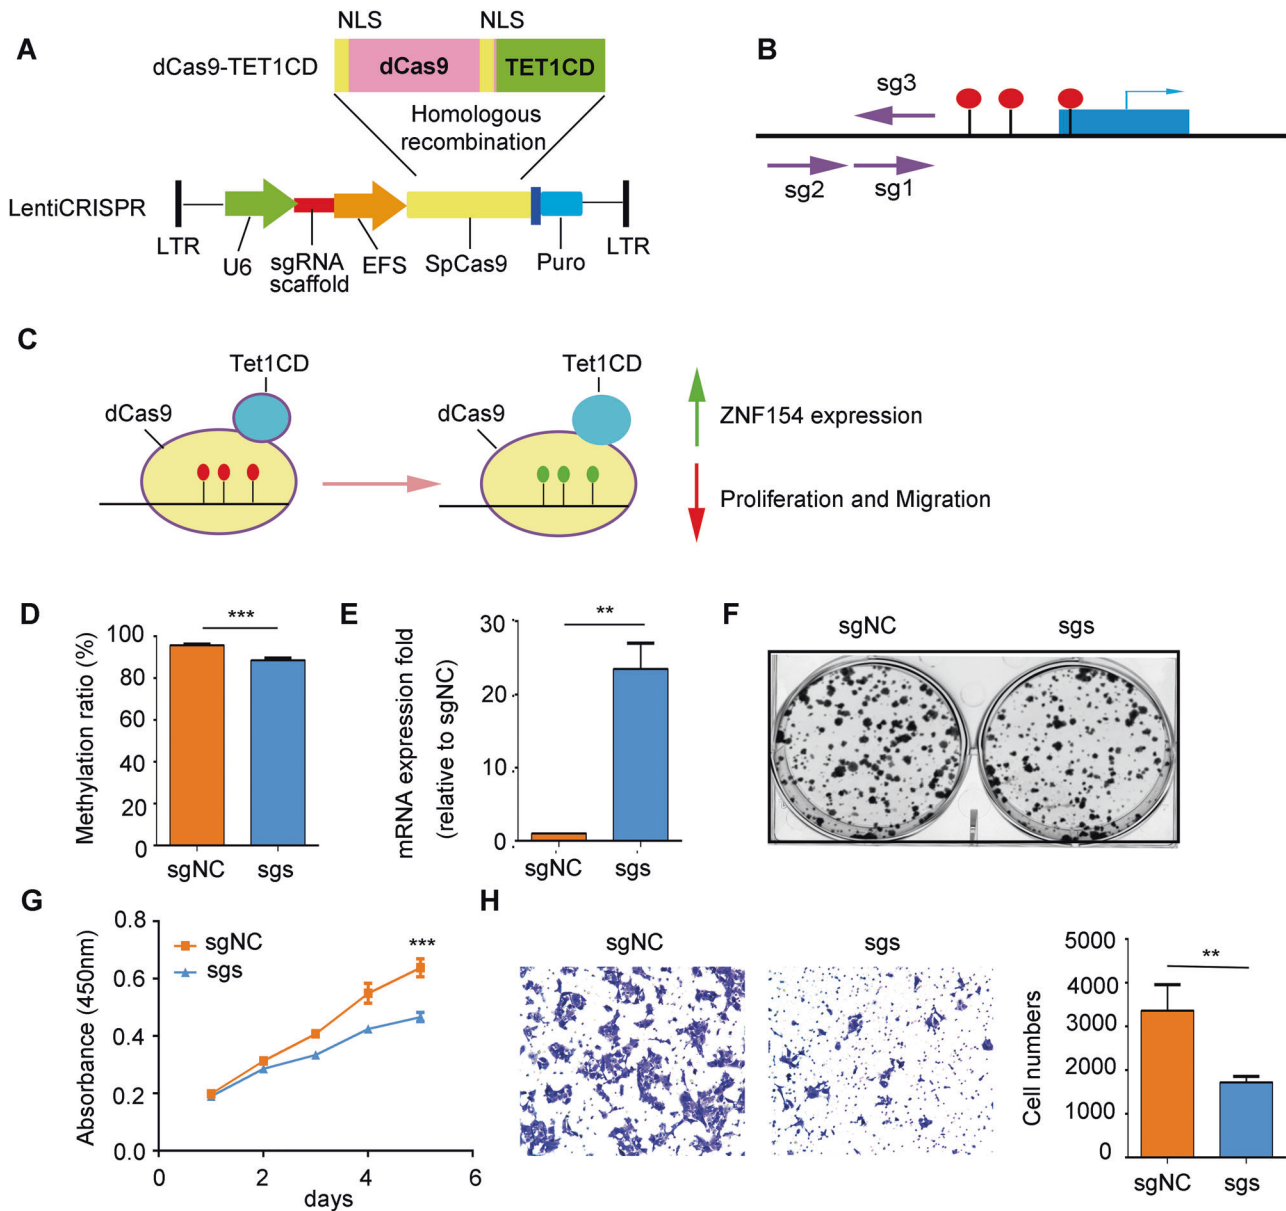 A
NLS NLS
dCas9-TET1CD
dCas9
TET1CD
Homologous
recombination
LentiCRISPR
LTR
U6
sgRNA
scaffold
EFS
SpCas9
Puro
LTR
B
sg3
sg2
sg1
C
Tet1CD
dCas9
Tet1CD
dCas9
ZNF154 expression
Proliferation and Migration
D
Methylation ratio (%)
100
80
60
40
20
0
***
sgNC sgs
E
mRNA expression fold
(relative to sgNC)
30
20
10
0
**
sgNC sgs
F
sgNC sgs
G
Absorbance (450nm)
0.8
0.6
0.4
0.2
0.0
sgNC
sgs
***
0 2 4 6
days
H
sgNC sgs
Cell numbers
5000
4000
3000
2000
1000
0
**
sgNC sgs